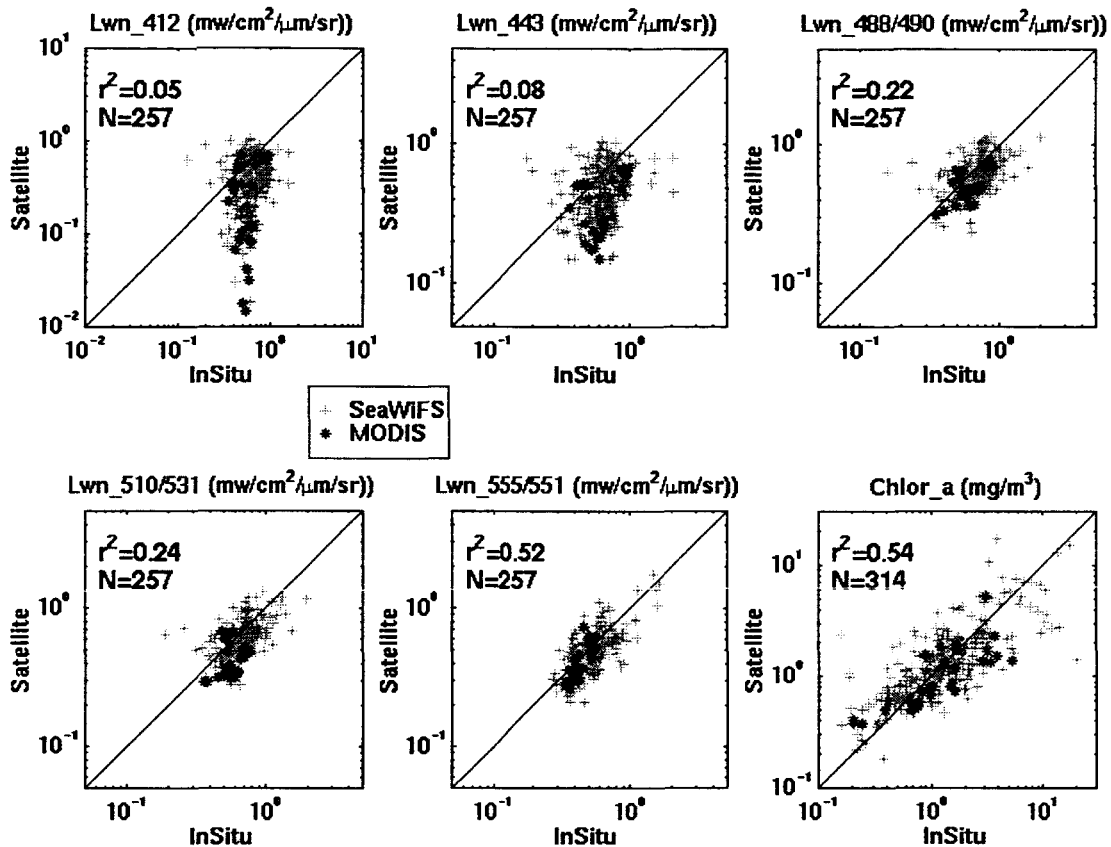 Lwn_412 (mw/cm²/μm/sr))
10¹
r²=0.05
N=257
10⁰
Satellite
10⁻¹
10⁻²
10⁻² 10⁻¹ 10⁰ 10¹
InSitu
Lwn_443 (mw/cm²/μm/sr))
r²=0.08
N=257
10⁰
Satellite
10⁻¹
10⁻¹ 10⁰
InSitu
Lwn_488/490 (mw/cm²/μm/sr))
r²=0.22
N=257
10⁰
Satellite
10⁻¹
10⁻¹ 10⁰
InSitu
SeaWiFS
MODIS
Lwn_510/531 (mw/cm²/μm/sr))
r²=0.24
N=257
10⁰
Satellite
10⁻¹
10⁻¹ 10⁰
InSitu
Lwn_555/551 (mw/cm²/μm/sr))
r²=0.52
N=257
10⁰
Satellite
10⁻¹
10⁻¹ 10⁰
InSitu
Chlor_a (mg/m³)
r²=0.54
N=314
10¹
10⁰
Satellite
10⁻¹
10⁻¹ 10⁰ 10¹
InSitu